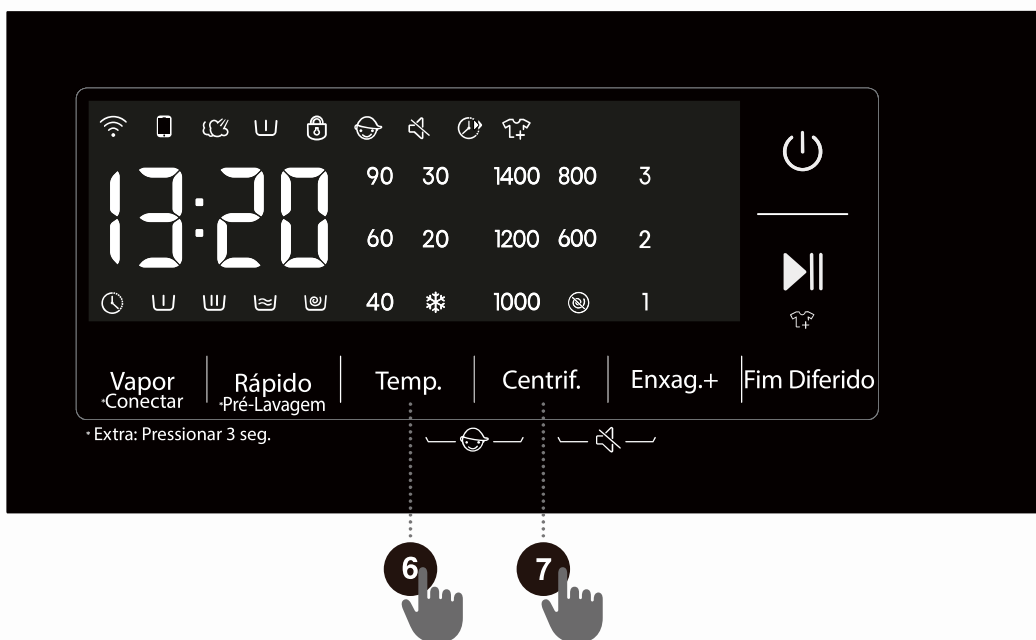 13:20
90 30 1400 800 3
60 20 1200 600 2
40 1000 1
Vapor Rápido Temp. Centrif. Enxag.+ Fim Diferido
*Conectar *Pré-Lavagem
*Extra: Pressionar 3 seg.
6 7